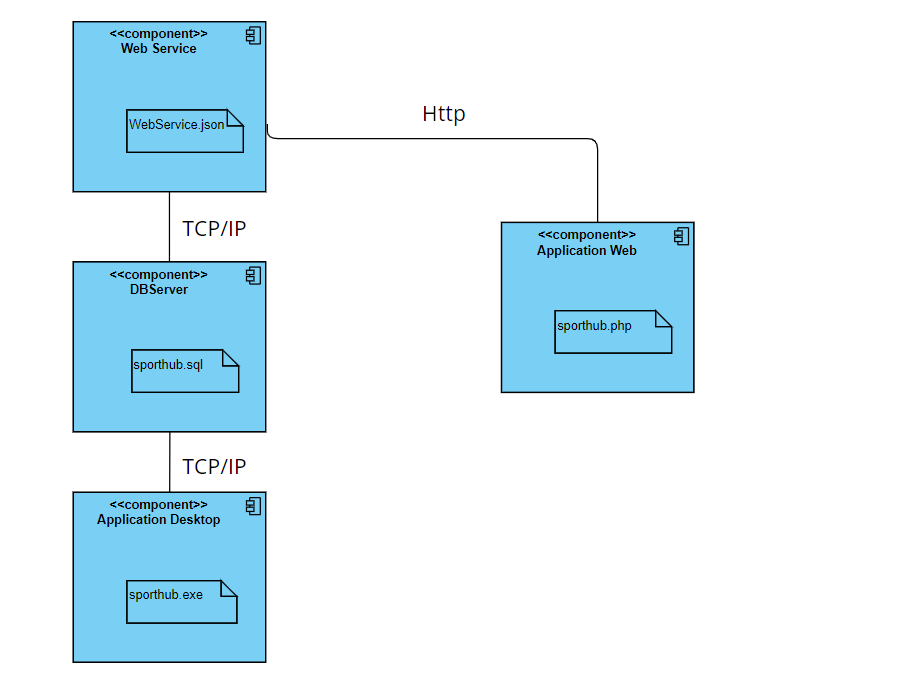 <<component>>
Web Service
WebService.json
Http
TCP/IP
<<component>>
Application Web
sporthub.php
<<component>>
DBServer
sporthub.sql
TCP/IP
<<component>>
Application Desktop
sporthub.exe